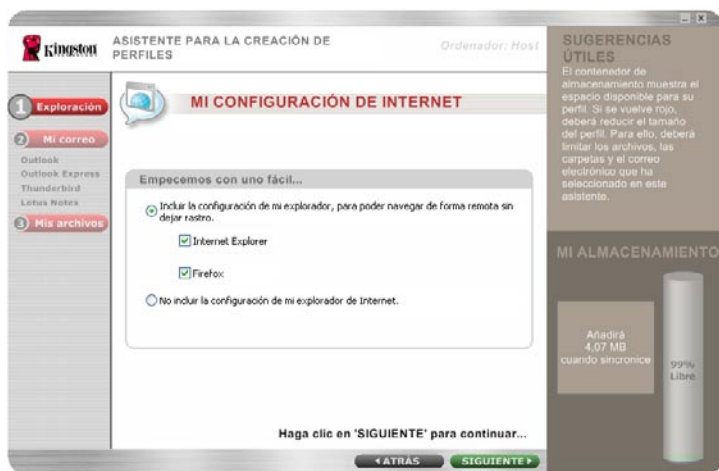 Kingston
ASISTENTE PARA LA CREACIÓN DE
PERFILES
Ordenador: Host
1 Exploración
2 Mi correo
Outlook
Outlook Express
Thunderbird
Lotus Notes
3 Mis archivos
MI CONFIGURACIÓN DE INTERNET
Empecemos con uno fácil...
Incluir la configuración de mi explorador, para poder navegar de forma remota sin
dejar rastro.
Internet Explorer
Firefox
No incluir la configuración de mi explorador de Internet.
Haga clic en 'SIGUIENTE' para continuar...
ATRÁS
SIGUIENTE
SUGERENCIAS
ÚTILES
El contenedor de
almacenamiento muestra el
espacio disponible para su
perfil. Si se vuelve rojo,
deberá reducir el tamaño
del perfil. Para ello, deberá
limitar los archivos, las
carpetas y el correo
electrónico que ha
seleccionado en este
asistente.
MI ALMACENAMIENTO
Añadirá
4,07 MB
cuando sincronice
99%
Libre